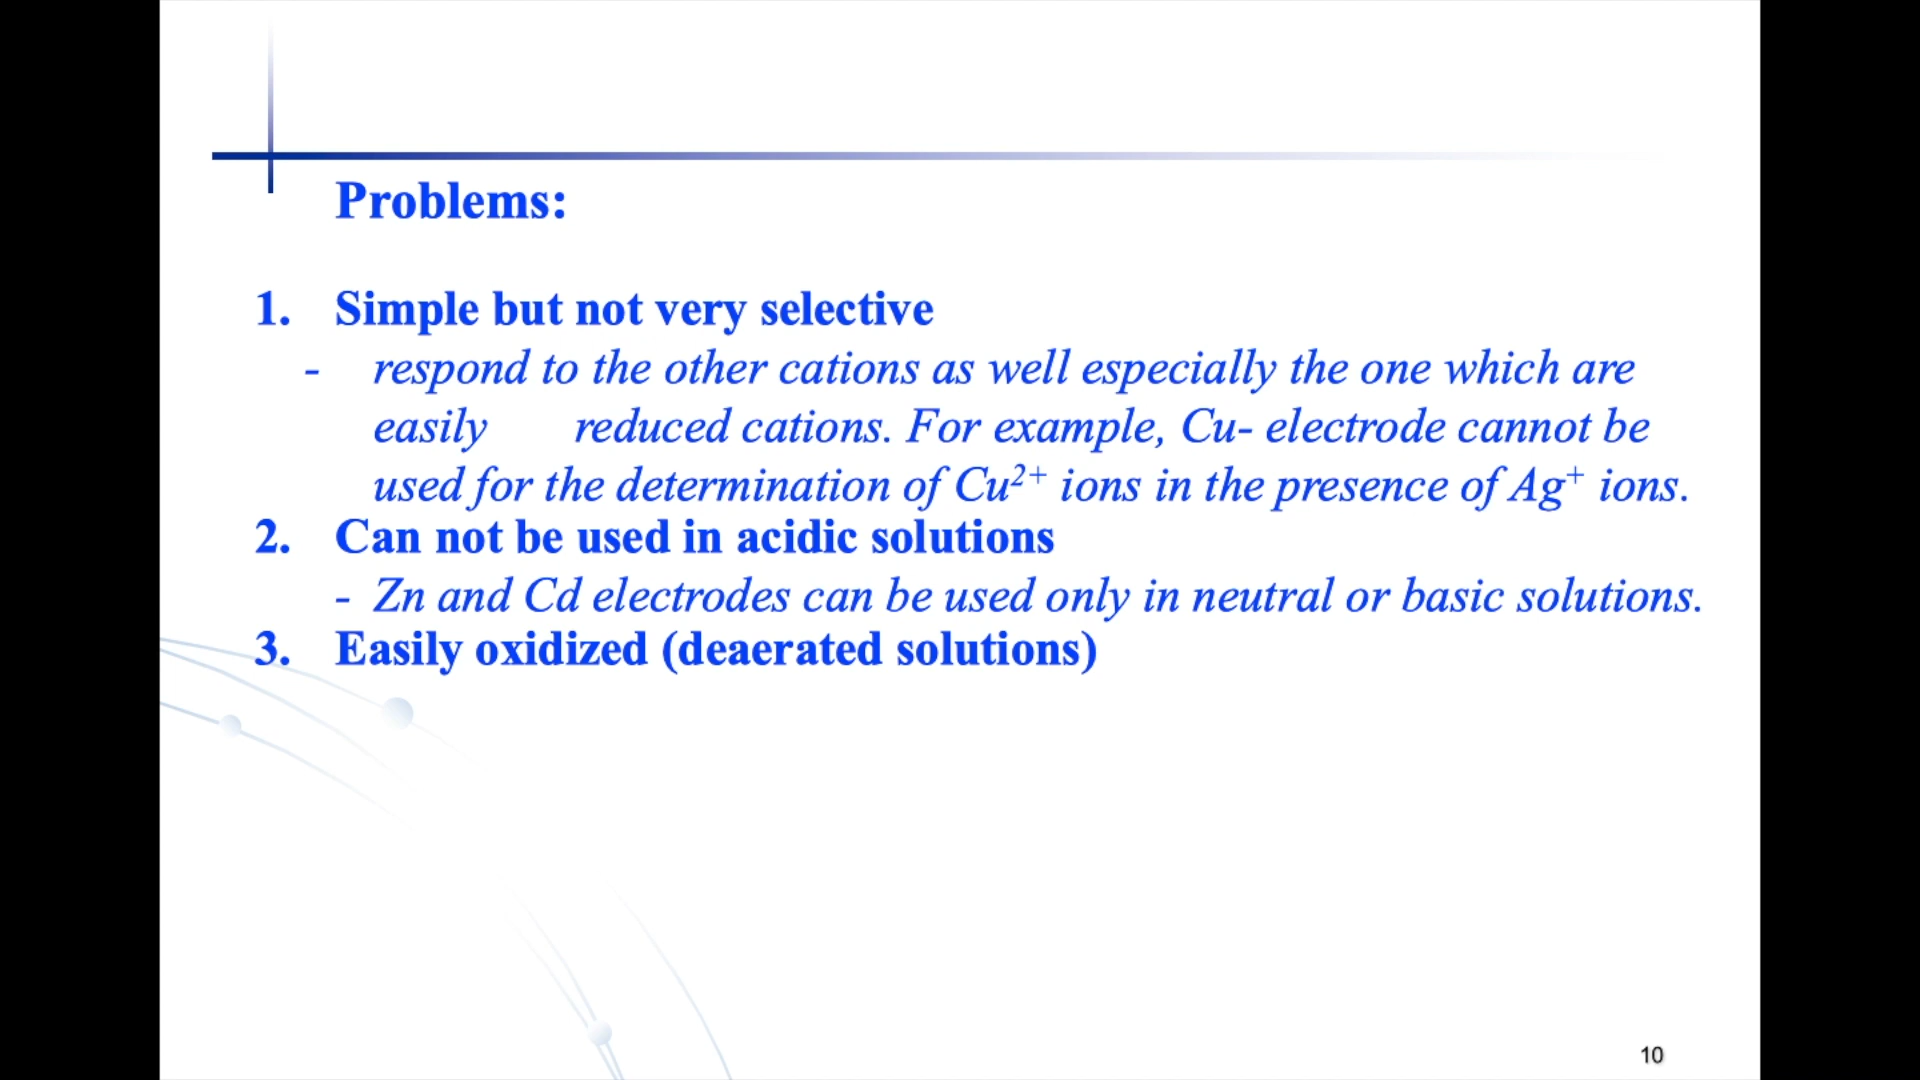 Problems:
1. Simple but not very selective
- respond to the other cations as well especially the one which are
easily reduced cations. For example, Cu- electrode cannot be
used for the determination of Cu²⁺ ions in the presence of Ag⁺ ions.
2. Can not be used in acidic solutions
- Zn and Cd electrodes can be used only in neutral or basic solutions.
3. Easily oxidized (deaerated solutions)
10